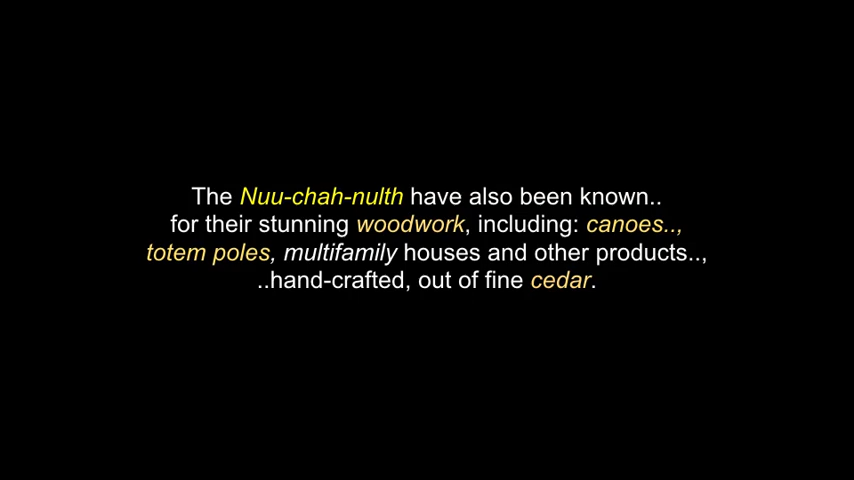 The Nuu-chah-nulth have also been known..
for their stunning woodwork, including: canoes..,
totem poles, multifamily houses and other products..,
..hand-crafted, out of fine cedar.